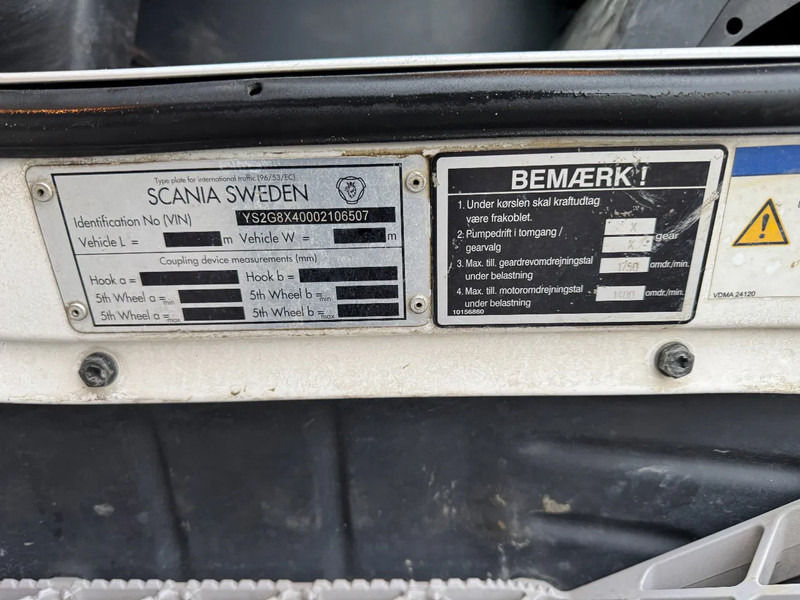 Type plate for international traffic (96/53/EC)
SCANIA SWEDEN
Identification No (VIN) YS2G8X40002106507
Vehicle L = m Vehicle W = m
Coupling device measurements (mm)
Hook a = Hook b =
5th Wheel a = min 5th Wheel b = min
5th Wheel a = max 5th Wheel b = max
BEMÆRK !
1. Under kørslen skal kraftudtag
være frakoblet.
2. Pumpedrift i tomgang / X
gearvalg X gear
3. Max. till. geardrevomdrejningstal 1750 omdr./min.
under belastning
4. Max. till. motoromdrejningstal omdr./min.
under belastning
10156860
VDMA 24120